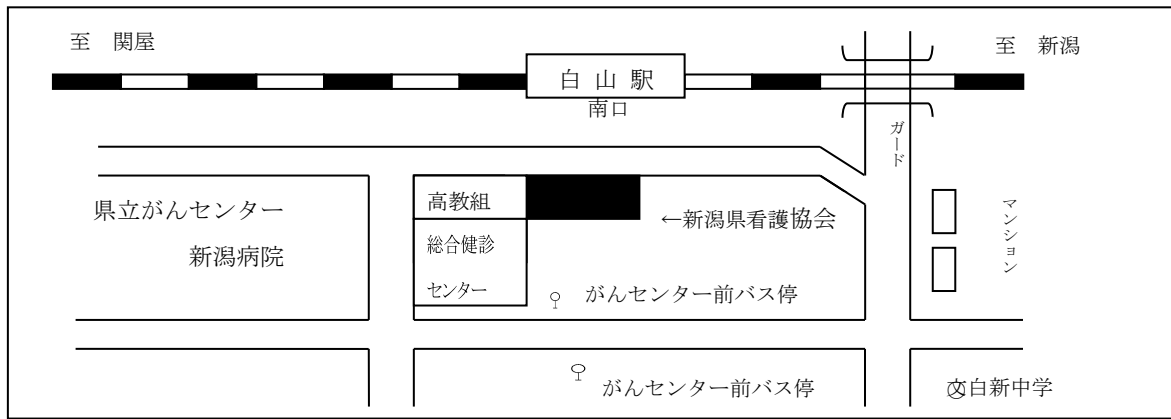 至　関屋
至　新潟
白 山 駅
南口
ガード
高教組
県立がんセンター
新潟病院
←新潟県看護協会
総合健診
センター
マンション
がんセンター前バス停
がんセンター前バス停
文白新中学